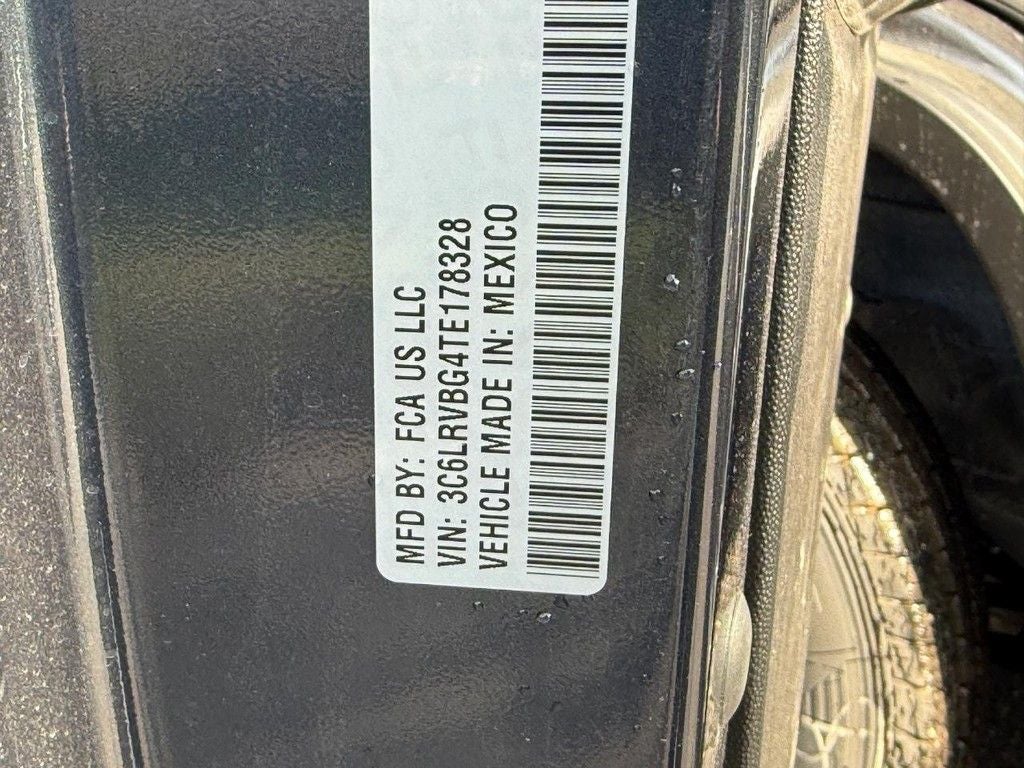 MFD BY: FCA US LLC
VIN: 3C6LRVBG4TE178328
VEHICLE MADE IN: MEXICO